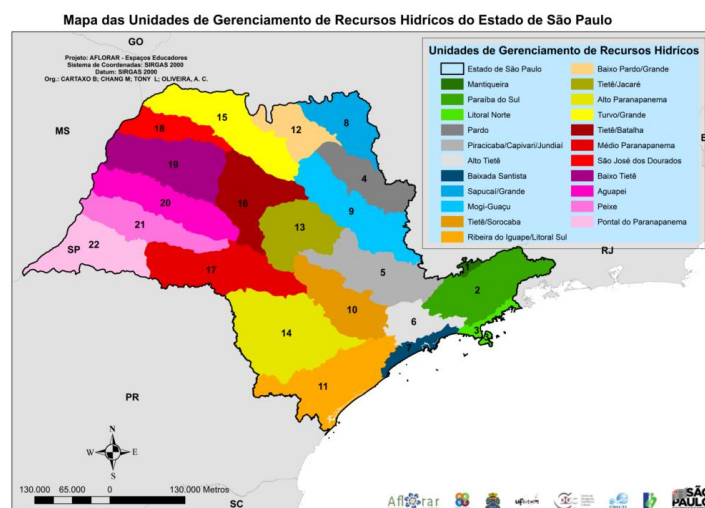 Mapa das Unidades de Gerenciamento de Recursos Hidrícos do Estado de São Paulo
GO
Projeto: AFLORAR - Espaços Educadores
Sistema de Coordenadas: SIRGAS 2000
Datum: SIRGAS 2000
Org.: CARTAXO B; CHANG M; TONY L; OLIVEIRA, A. C.
Unidades de Gerenciamento de Recursos Hídricos
Estado de São Paulo
Mantiqueira
Paraíba do Sul
Litoral Norte
Pardo
Piracicaba/Capivari/Jundiaí
Alto Tietê
Baixada Santista
Sapucaí/Grande
Mogi-Guaçu
Tietê/Sorocaba
Ribeira do Iguape/Litoral Sul
Baixo Pardo/Grande
Tietê/Jacaré
Alto Paranapanema
Turvo/Grande
Tietê/Batalha
Médio Paranapanema
São José dos Dourados
Baixo Tietê
Aguapeí
Peixe
Pontal do Paranapanema
MS
15
8
18
12
19
4
20
16
9
21
13
22
SP
17
5
RJ
1
2
10
6
3
14
7
11
PR
N
W E
S
130.000 65.000 0 130.000 Metros
SC
Aflorar
SÃO
PAULO